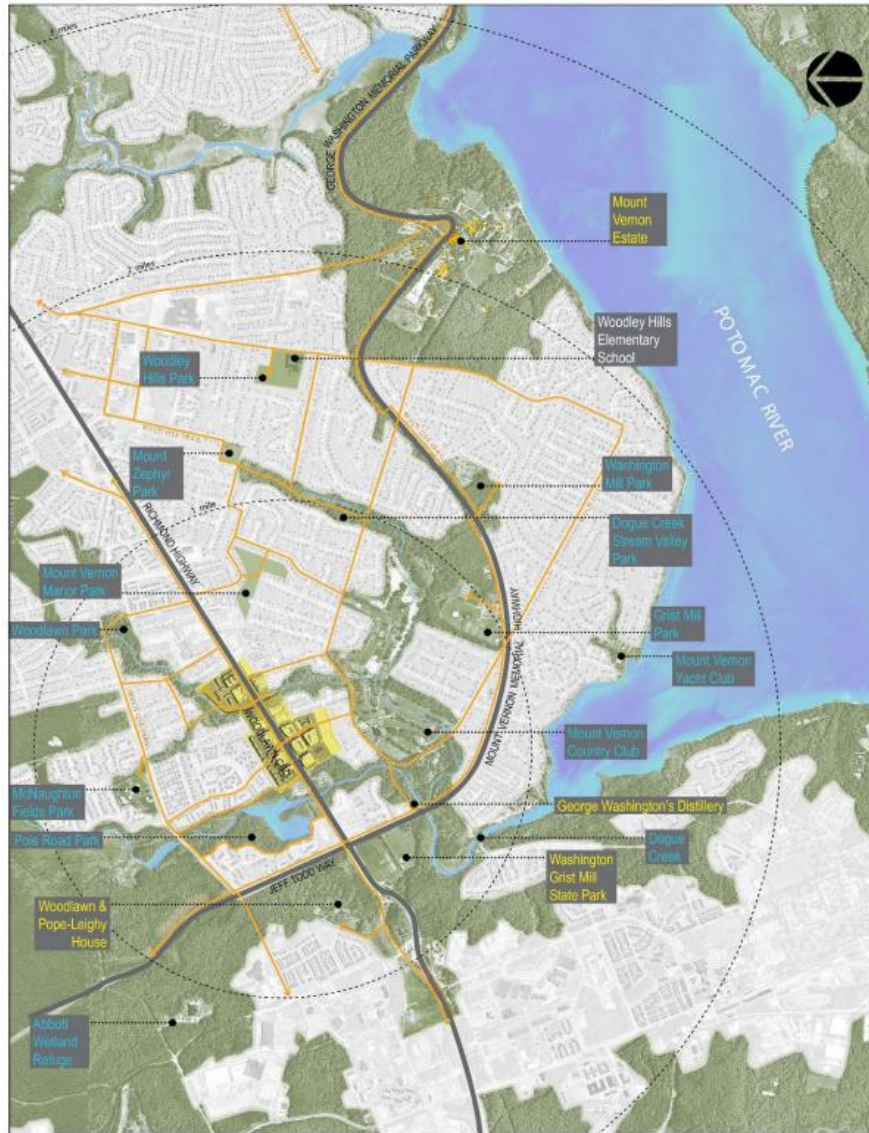 3 miles
GEORGE WASHINGTON MEMORIAL PARKWAY
Mount
Vernon
Estate
2 miles
Woodley Hills
Elementary
School
POTOMAC RIVER
Woodley
Hills Park
Mount
Zephyr
Park
Washington
Mill Park
1 mile
RICHMOND HIGHWAY
Dogue Creek
Stream Valley
Park
Mount Vernon
Manor Park
Woodlawn Park
Grist Mill
Park
Mount Vernon
Yacht Club
MOUNT VERNON MEMORIAL HIGHWAY
WOODLAWN CBC
Mount Vernon
Country Club
McNaughton
Fields Park
George Washington's Distillery
Pole Road Park
Dogue
Creek
JEFF TODD WAY
Washington
Grist Mill
State Park
Woodlawn &
Pope-Leighy
House
Abbott
Wetland
Refuge